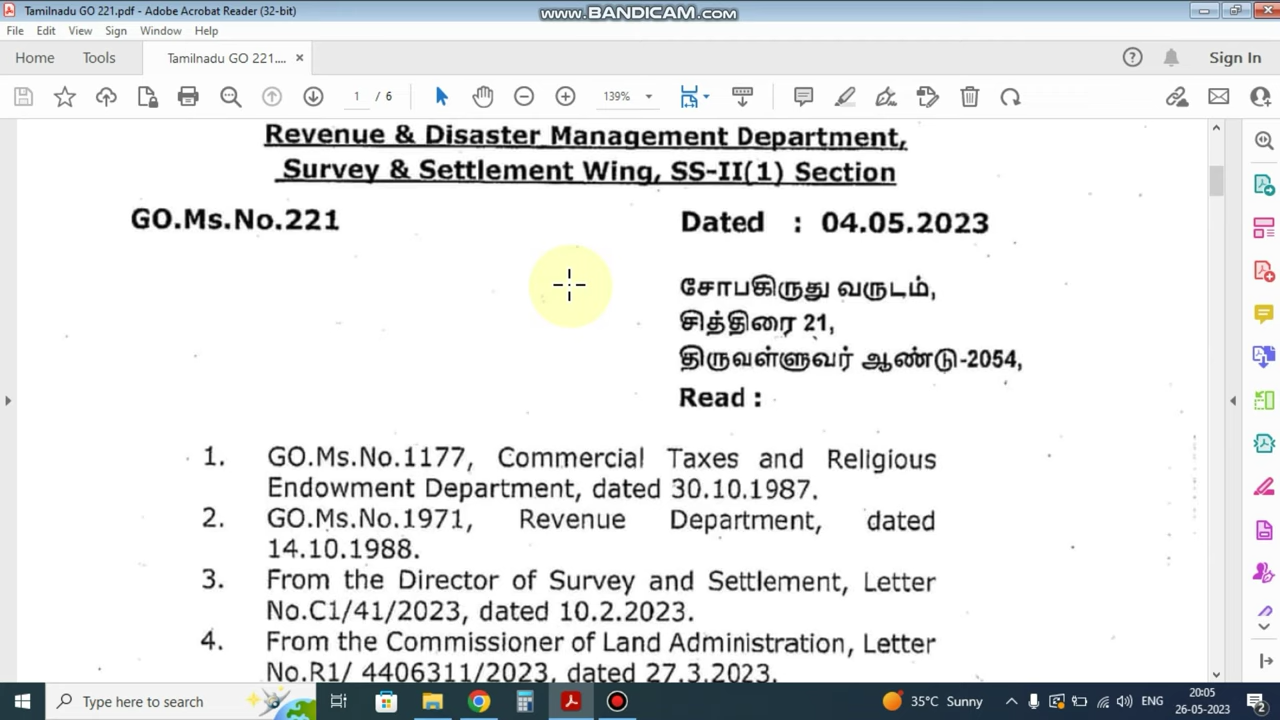 Tamilnadu GO 221.pdf - Adobe Acrobat Reader (32-bit)
www.BANDICAM.com
File Edit View Sign Window Help
Home Tools Tamilnadu GO 221.... × Sign In
1 / 6 139%
Revenue & Disaster Management Department,
Survey & Settlement Wing, SS-II(1) Section
GO.Ms.No.221 Dated : 04.05.2023
சோபகிருது வருடம்,
சித்திரை 21,
திருவள்ளுவர் ஆண்டு-2054,
Read :
1. GO.Ms.No.1177, Commercial Taxes and Religious
Endowment Department, dated 30.10.1987.
2. GO.Ms.No.1971, Revenue Department, dated
14.10.1988.
3. From the Director of Survey and Settlement, Letter
No.C1/41/2023, dated 10.2.2023.
4. From the Commissioner of Land Administration, Letter
No.R1/ 4406311/2023, dated 27.3.2023.
Type here to search
35°C Sunny
ENG
20:05
26-05-2023
2